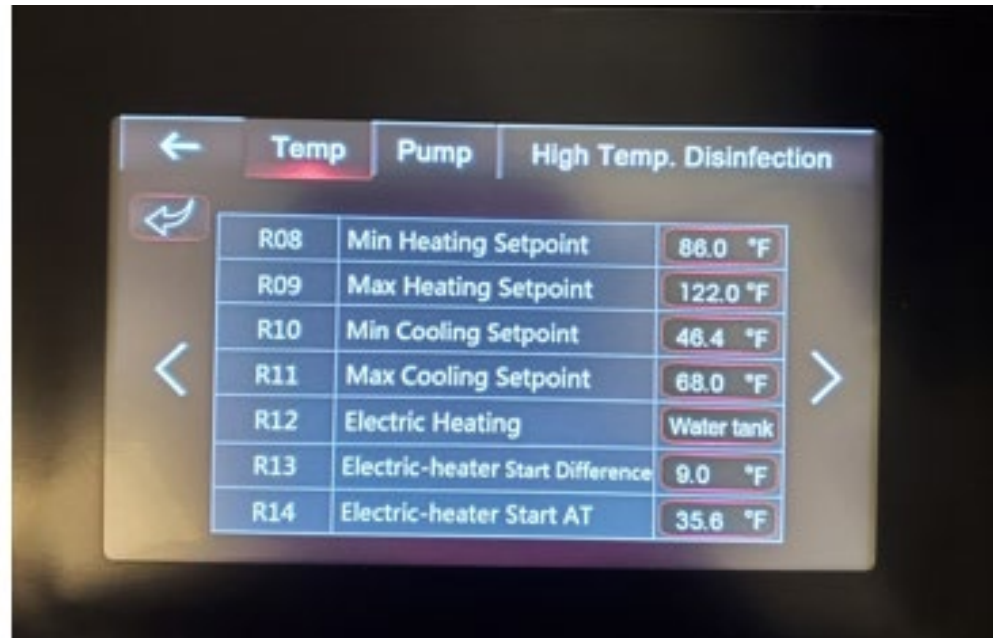 Temp Pump High Temp. Disinfection
R08 Min Heating Setpoint 86.0 °F
R09 Max Heating Setpoint 122.0 °F
R10 Min Cooling Setpoint 46.4 °F
R11 Max Cooling Setpoint 68.0 °F
R12 Electric Heating Water tank
R13 Electric-heater Start Difference 9.0 °F
R14 Electric-heater Start AT 35.6 °F